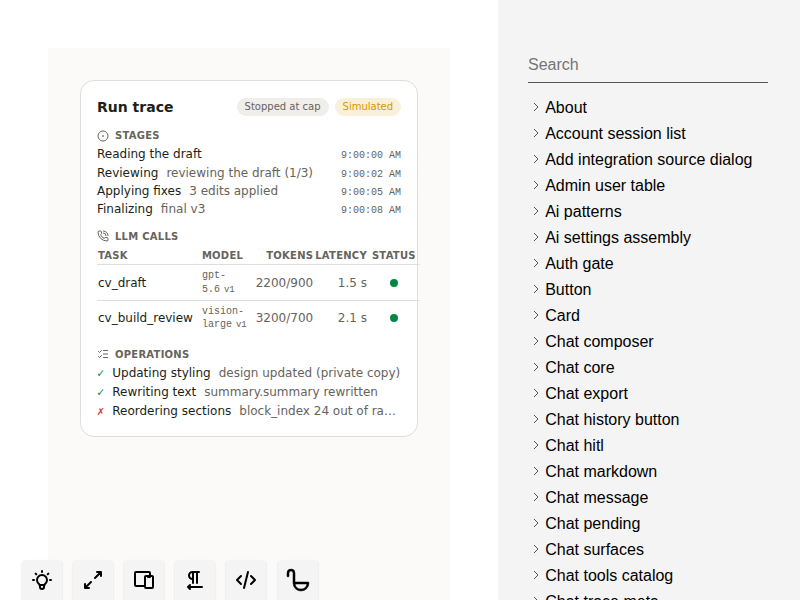 Run trace Stopped at cap Simulated
STAGES
Reading the draft 9:00:00 AM
Reviewing reviewing the draft (1/3) 9:00:02 AM
Applying fixes 3 edits applied 9:00:05 AM
Finalizing final v3 9:00:08 AM
LLM CALLS
TASK MODEL TOKENS LATENCY STATUS
cv_draft gpt-5.6 v1 2200/900 1.5 s
cv_build_review vision-large v1 3200/700 2.1 s
OPERATIONS
✓ Updating styling design updated (private copy)
✓ Rewriting text summary.summary rewritten
✗ Reordering sections block_index 24 out of ra…
Search
About
Account session list
Add integration source dialog
Admin user table
Ai patterns
Ai settings assembly
Auth gate
Button
Card
Chat composer
Chat core
Chat export
Chat history button
Chat hitl
Chat markdown
Chat message
Chat pending
Chat surfaces
Chat tools catalog